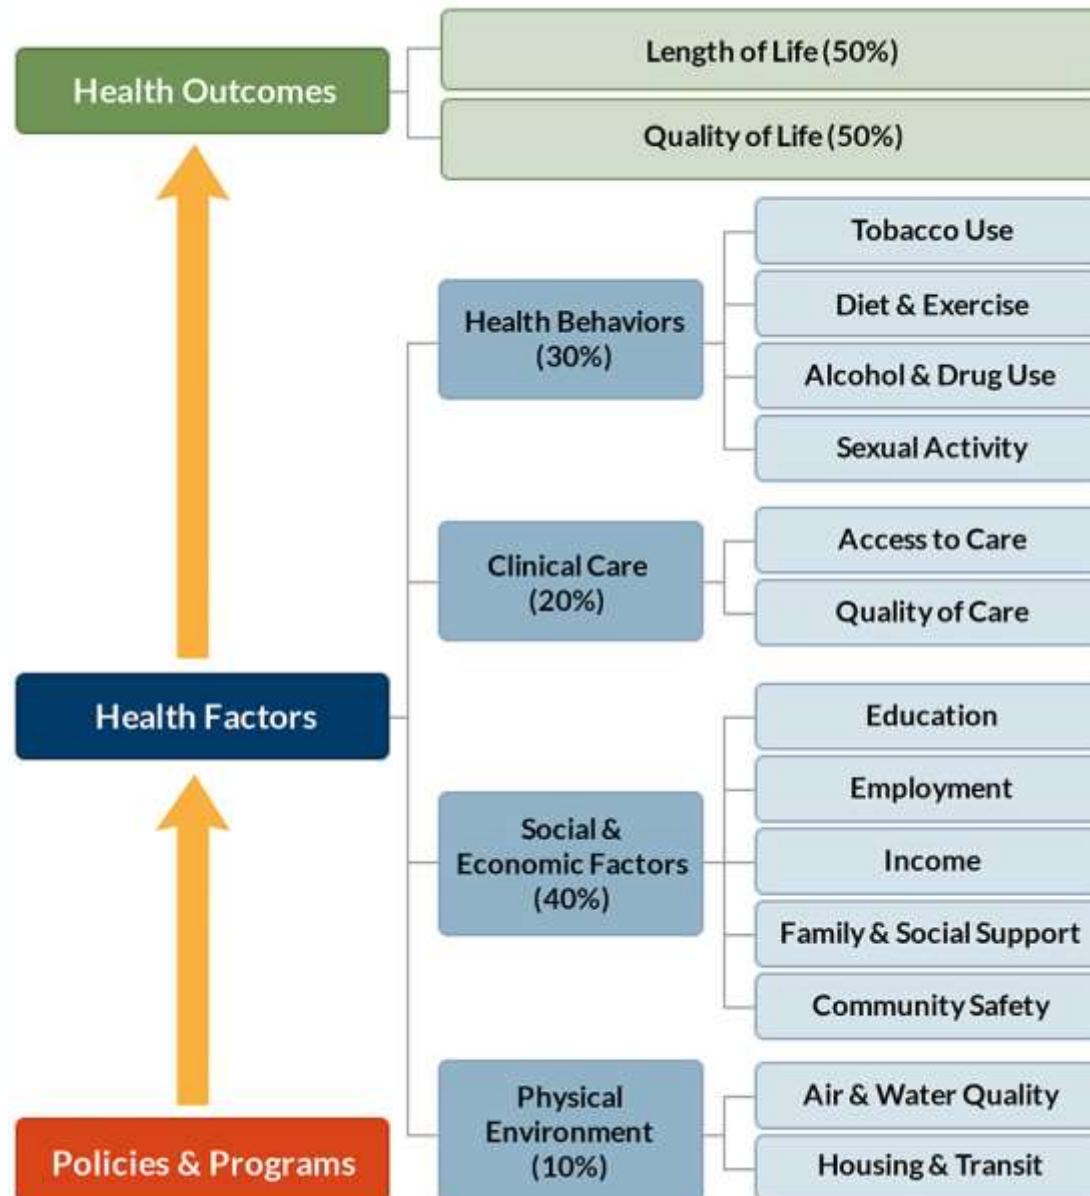 Health Outcomes
Length of Life (50%)
Quality of Life (50%)
Health Factors
Health Behaviors
(30%)
Tobacco Use
Diet & Exercise
Alcohol & Drug Use
Sexual Activity
Clinical Care
(20%)
Access to Care
Quality of Care
Social &
Economic Factors
(40%)
Education
Employment
Income
Family & Social Support
Community Safety
Physical
Environment
(10%)
Air & Water Quality
Housing & Transit
Policies & Programs